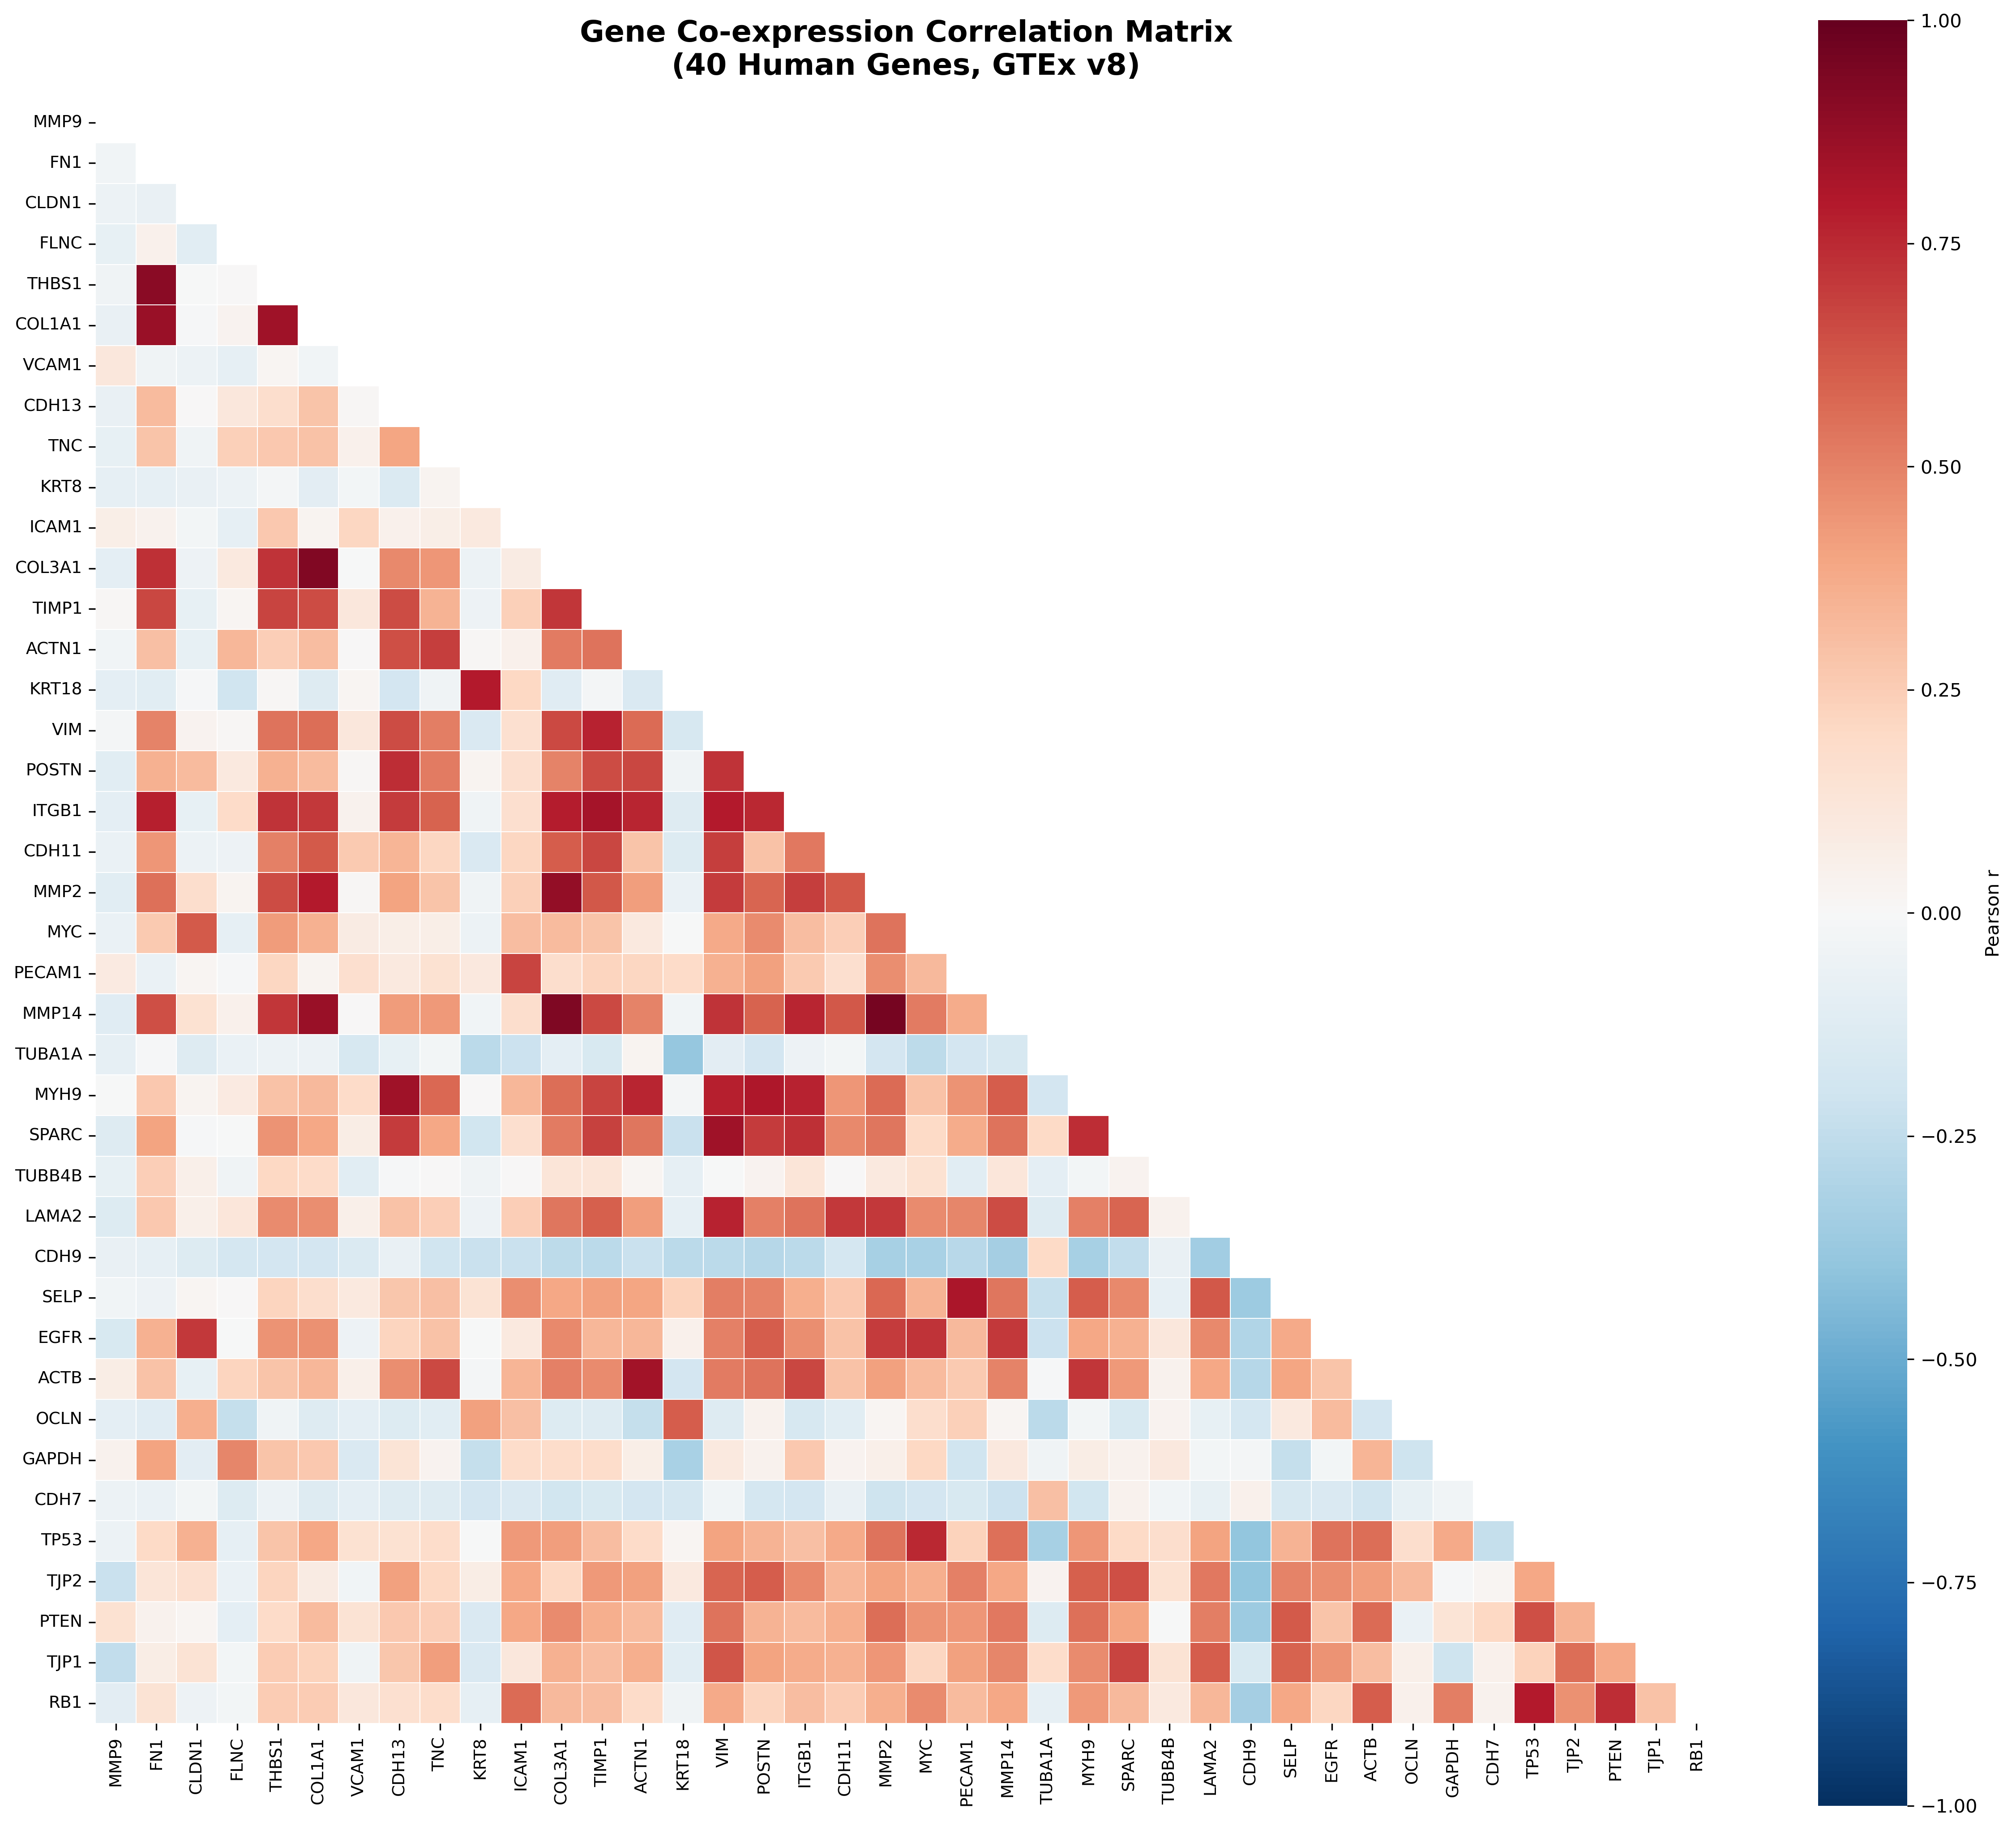 Gene Co-expression Correlation Matrix
(40 Human Genes, GTEx v8)
MMP9
FN1
CLDN1
FLNC
THBS1
COL1A1
VCAM1
CDH13
TNC
KRT8
ICAM1
COL3A1
TIMP1
ACTN1
KRT18
VIM
POSTN
ITGB1
CDH11
MMP2
MYC
PECAM1
MMP14
TUBA1A
MYH9
SPARC
TUBB4B
LAMA2
CDH9
SELP
EGFR
ACTB
OCLN
GAPDH
CDH7
TP53
TJP2
PTEN
TJP1
RB1
MMP9
FN1
CLDN1
FLNC
THBS1
COL1A1
VCAM1
CDH13
TNC
KRT8
ICAM1
COL3A1
TIMP1
ACTN1
KRT18
VIM
POSTN
ITGB1
CDH11
MMP2
MYC
PECAM1
MMP14
TUBA1A
MYH9
SPARC
TUBB4B
LAMA2
CDH9
SELP
EGFR
ACTB
OCLN
GAPDH
CDH7
TP53
TJP2
PTEN
TJP1
RB1
1.00
0.75
0.50
0.25
0.00
−0.25
−0.50
−0.75
−1.00
Pearson r